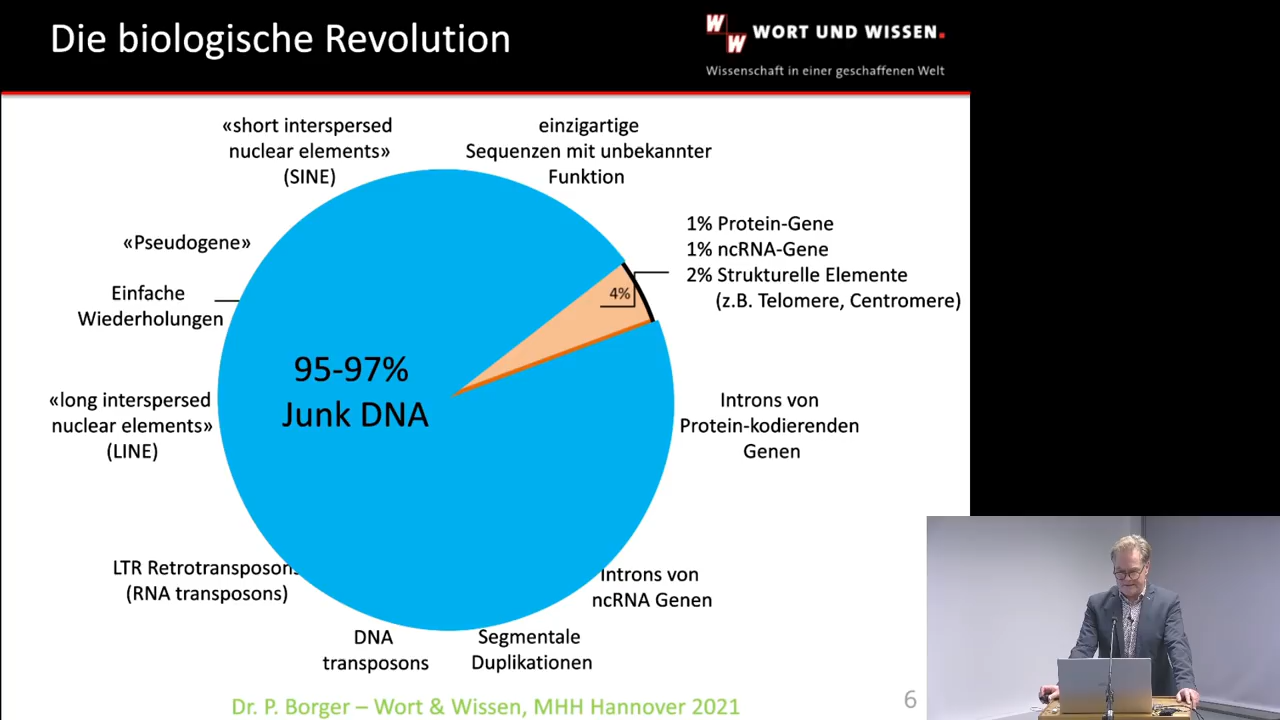 Die biologische Revolution
W
W
WORT UND WISSEN.
Wissenschaft in einer geschaffenen Welt
«short interspersed
nuclear elements»
(SINE)
einzigartige
Sequenzen mit unbekannter
Funktion
«Pseudogene»
1% Protein-Gene
1% ncRNA-Gene
2% Strukturelle Elemente
(z.B. Telomere, Centromere)
4%
Einfache
Wiederholungen
95-97%
Junk DNA
«long interspersed
nuclear elements»
(LINE)
Introns von
Protein-kodierenden
Genen
LTR Retrotransposons
(RNA transposons)
Introns von
ncRNA Genen
DNA
transposons
Segmentale
Duplikationen
Dr. P. Borger – Wort & Wissen, MHH Hannover 2021
6